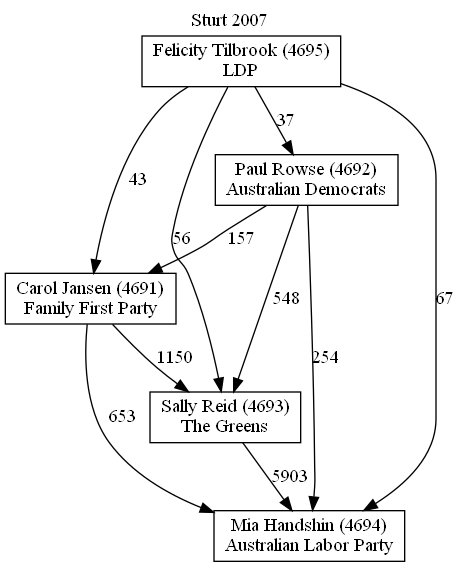 Sturt 2007
Felicity Tilbrook (4695)
LDP
37
Paul Rowse (4692)
Australian Democrats
43
56
157
Carol Jansen (4691)
Family First Party
548
254
67
1150
653
Sally Reid (4693)
The Greens
5903
Mia Handshin (4694)
Australian Labor Party